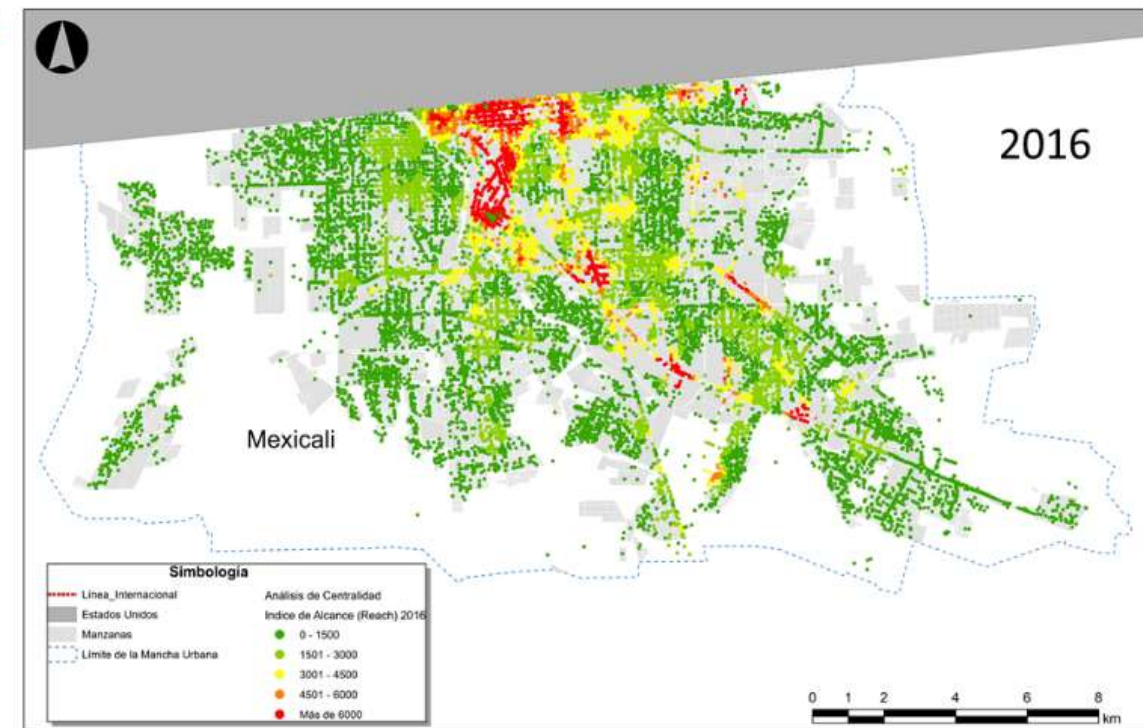 2016
Mexicali
Simbología
Línea_Internacional
Estados Unidos
Manzanas
Límite de la Mancha Urbana
Análisis de Centralidad
Indice de Alcance (Reach) 2016
0 - 1500
1501 - 3000
3001 - 4500
4501 - 6000
Más de 6000
0 1 2 4 6 8
km